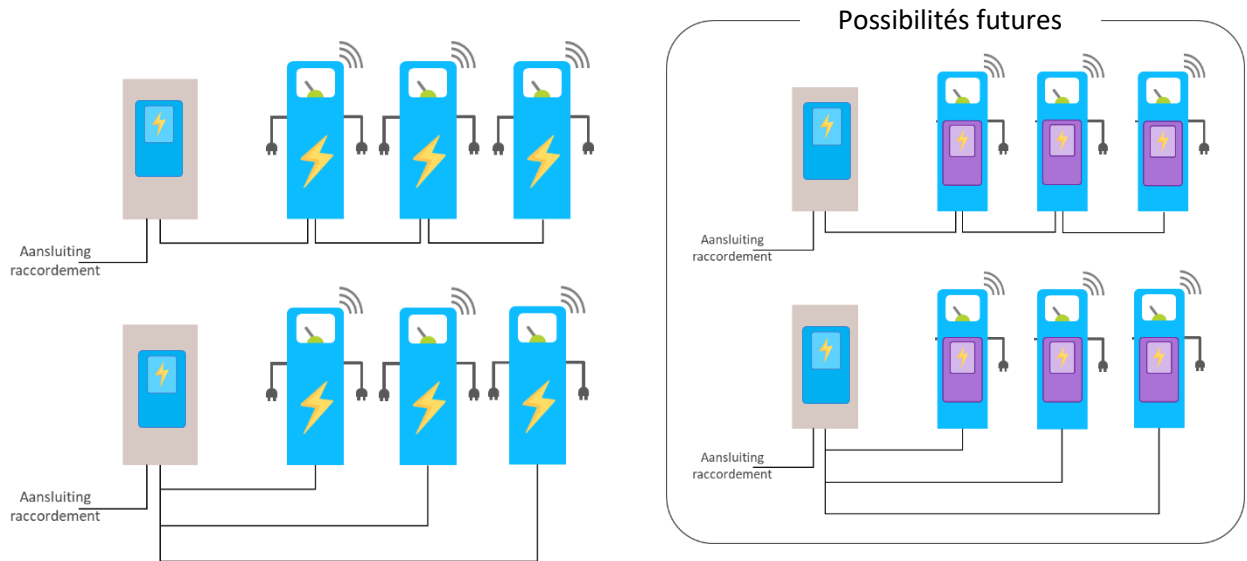 Possibilités futures
Aansluiting
raccordement
Aansluiting
raccordement
Aansluiting
raccordement
Aansluiting
raccordement